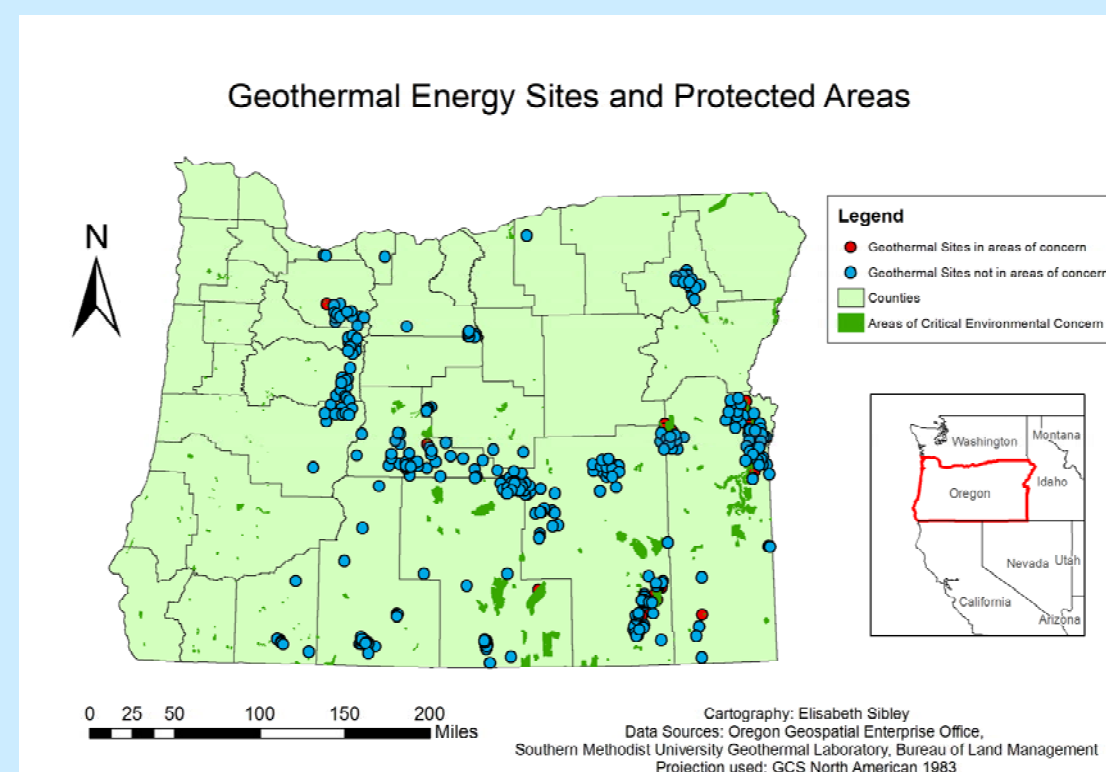 Geothermal Energy Sites and Protected Areas
N
Legend
Geothermal Sites in areas of concern
Geothermal Sites not in areas of concern
Counties
Areas of Critical Environmental Concern
Washington
Montana
Oregon
Idaho
Nevada
Utah
California
Arizona
0 25 50 100 150 200
Miles
Cartography: Elisabeth Sibley
Data Sources: Oregon Geospatial Enterprise Office,
Southern Methodist University Geothermal Laboratory, Bureau of Land Management
Projection used: GCS North American 1983